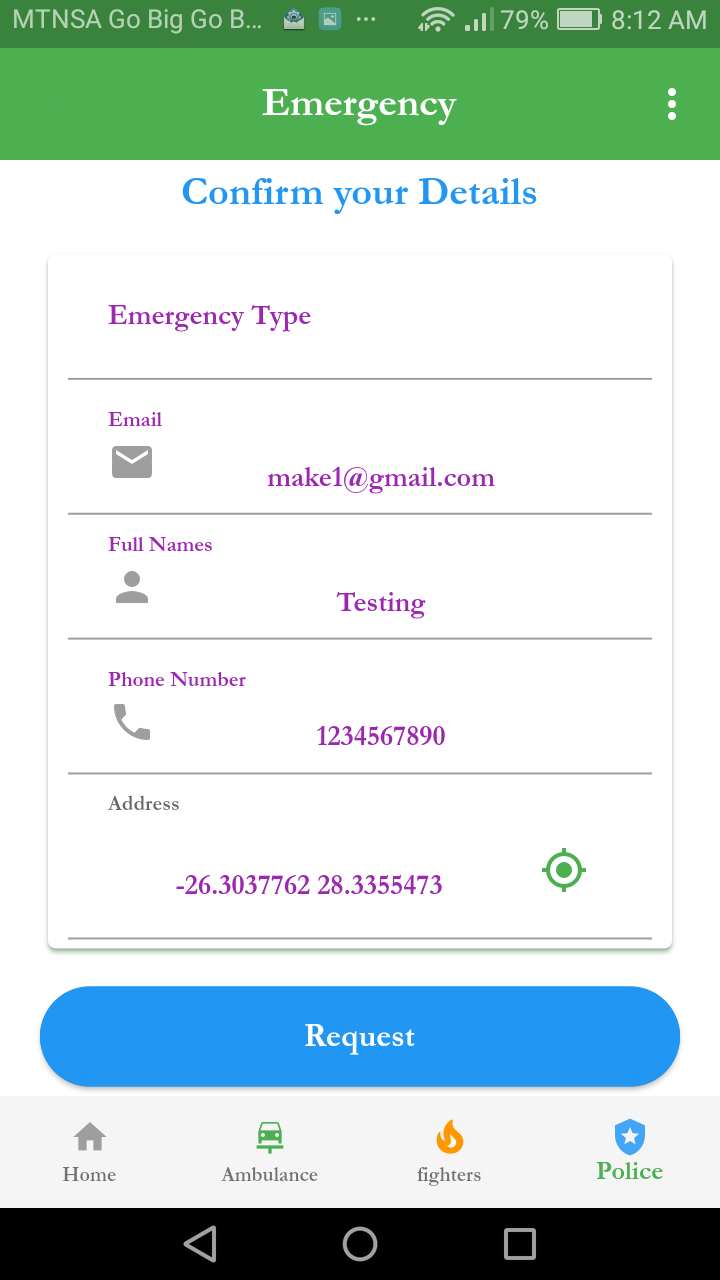 MTNSA Go Big Go B... ... 79% 8:12 AM
Emergency
Confirm your Details
Emergency Type
Email
make1@gmail.com
Full Names
Testing
Phone Number
1234567890
Address
-26.3037762 28.3355473
Request
Home Ambulance fighters Police